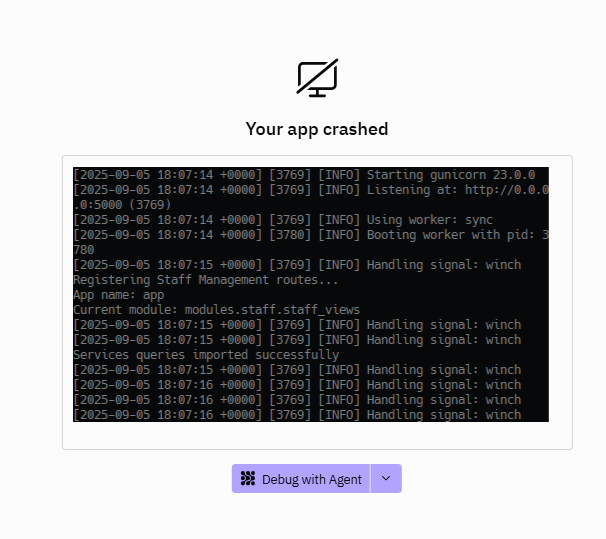 Your app crashed
[2025-09-05 18:07:14 +0000] [3769] [INFO] Starting gunicorn 23.0.0
[2025-09-05 18:07:14 +0000] [3769] [INFO] Listening at: http://0.0.0
.0:5000 (3769)
[2025-09-05 18:07:14 +0000] [3769] [INFO] Using worker: sync
[2025-09-05 18:07:14 +0000] [3780] [INFO] Booting worker with pid: 3
780
[2025-09-05 18:07:15 +0000] [3769] [INFO] Handling signal: winch
Registering Staff Management routes...
App name: app
Current module: modules.staff.staff_views
[2025-09-05 18:07:15 +0000] [3769] [INFO] Handling signal: winch
[2025-09-05 18:07:15 +0000] [3769] [INFO] Handling signal: winch
Services queries imported successfully
[2025-09-05 18:07:15 +0000] [3769] [INFO] Handling signal: winch
[2025-09-05 18:07:16 +0000] [3769] [INFO] Handling signal: winch
[2025-09-05 18:07:16 +0000] [3769] [INFO] Handling signal: winch
[2025-09-05 18:07:16 +0000] [3769] [INFO] Handling signal: winch
Debug with Agent